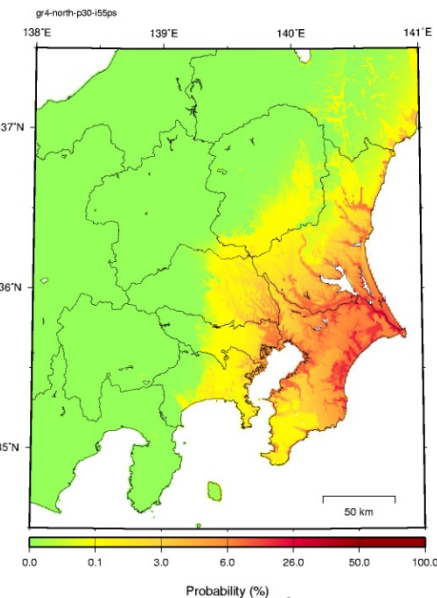 gr4-north-p30-i55ps
138˚E 139˚E 140˚E 141˚E
37˚N
36˚N
35˚N
50 km
0.0 0.1 3.0 6.0 26.0 50.0 100.0
Probability (%)